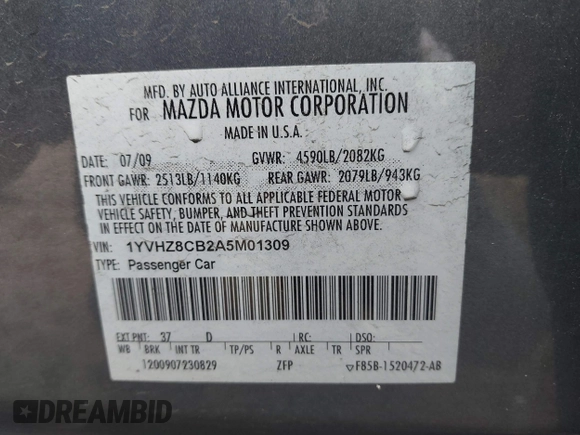 MFD. BY AUTO ALLIANCE INTERNATIONAL, INC.
FOR MAZDA MOTOR CORPORATION
MADE IN U.S.A.
DATE: 07/09 GVWR: 4590LB/2082KG
FRONT GAWR: 2513LB/1140KG REAR GAWR: 2079LB/943KG
THIS VEHICLE CONFORMS TO ALL APPLICABLE FEDERAL MOTOR
VEHICLE SAFETY, BUMPER, AND THEFT PREVENTION STANDARDS
IN EFFECT ON THE DATE OF MANUFACTURE SHOWN ABOVE.
VIN: 1YVHZ8CB2A5M01309
TYPE: Passenger Car
EXT PNT: 37 D RC: DSO:
WB BRK INT TR TP/PS R AXLE TR SPR
1200907230829 ZFP ▽F85B-1520472-AB
DREAMBID